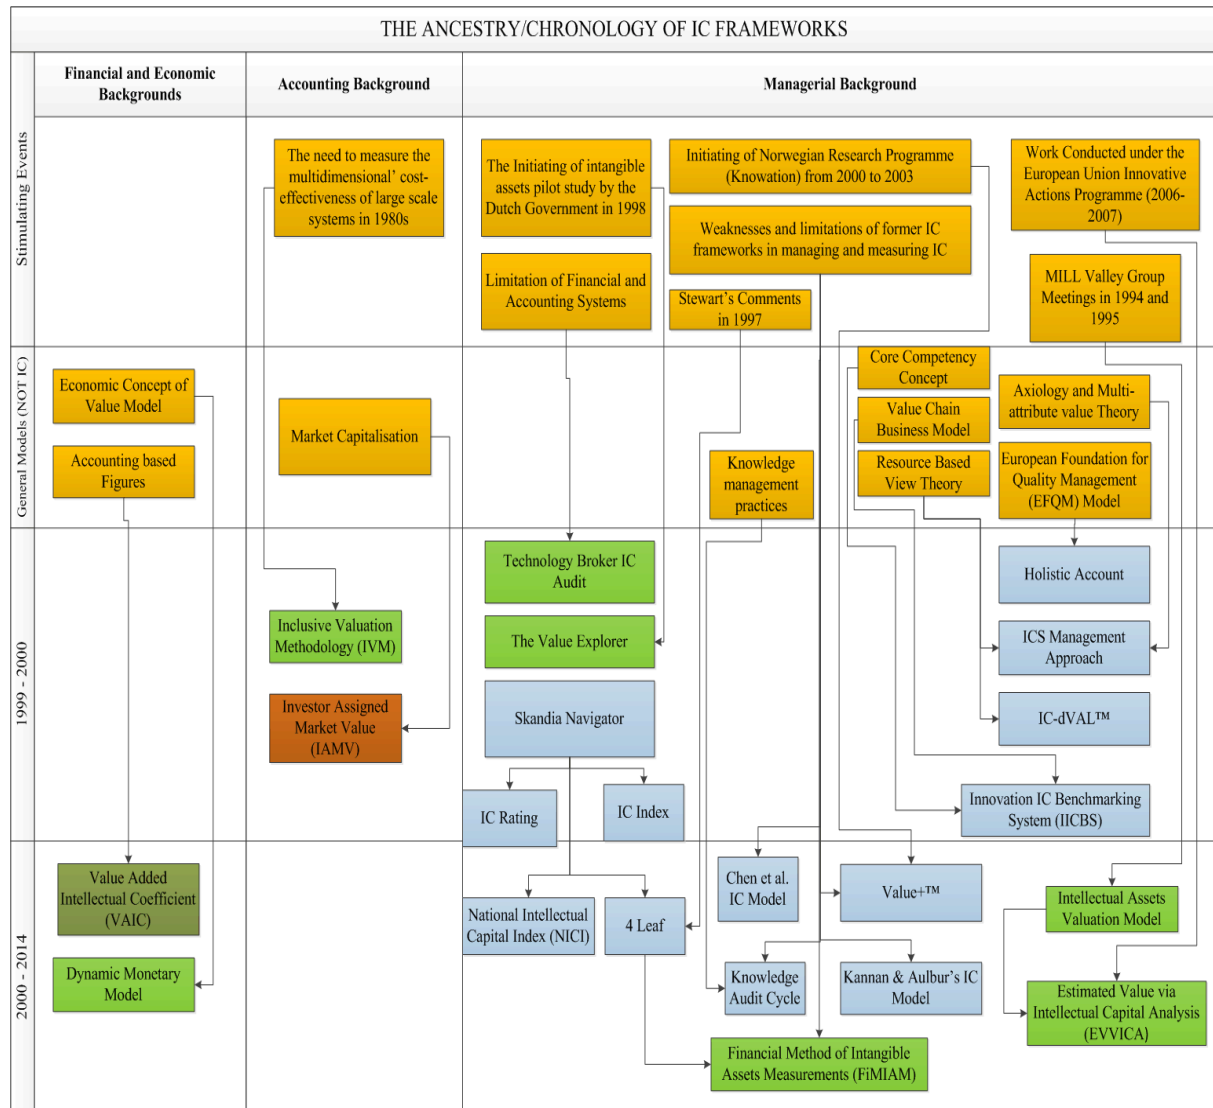 THE ANCESTRY/CHRONOLOGY OF IC FRAMEWORKS
Financial and Economic
Backgrounds
Accounting Background
Managerial Background
Stimulating Events
The need to measure the
multidimensional' cost-
effectiveness of large scale
systems in 1980s
The Initiating of intangible
assets pilot study by the
Dutch Government in 1998
Limitation of Financial and
Accounting Systems
Initiating of Norwegian Research Programme
(Knowation) from 2000 to 2003
Weaknesses and limitations of former IC
frameworks in managing and measuring IC
Stewart's Comments
in 1997
Work Conducted under the
European Union Innovative
Actions Programme (2006-
2007)
MILL Valley Group
Meetings in 1994 and
1995
General Models (NOT IC)
Economic Concept of
Value Model
Accounting based
Figures
Market Capitalisation
Knowledge
management
practices
Core Competency
Concept
Value Chain
Business Model
Resource Based
View Theory
Axiology and Multi-
attribute value Theory
European Foundation for
Quality Management
(EFQM) Model
1999 - 2000
Inclusive Valuation
Methodology (IVM)
Investor Assigned
Market Value
(IAMV)
Technology Broker IC
Audit
The Value Explorer
Skandia Navigator
IC Rating
IC Index
Holistic Account
ICS Management
Approach
IC-dVAL™
Innovation IC Benchmarking
System (IICBS)
2000 - 2014
Value Added
Intellectual Coefficient
(VAIC)
Dynamic Monetary
Model
National Intellectual
Capital Index (NICI)
4 Leaf
Chen et al.
IC Model
Value+™
Knowledge
Audit Cycle
Kannan & Aulbur's IC
Model
Financial Method of Intangible
Assets Measurements (FiMIAM)
Intellectual Assets
Valuation Model
Estimated Value via
Intellectual Capital Analysis
(EVVICA)